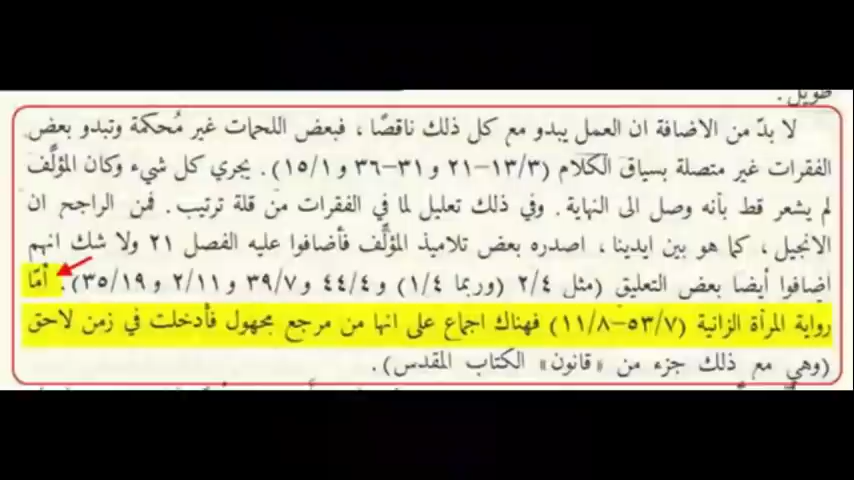 طويل.
لا بدّ من الاضافة ان العمل يبدو مع كل ذلك ناقصًا ، فبعض اللحمات غير مُحكمة وتبدو بعض
الفقرات غير متصلة بسياق الكلام (١٣/٣-٢١ و ٣١-٣٦ و ١٥/١). يجري كل شيء وكان المؤلّف
لم يشعر قط بأنه وصل الى النهاية. وفي ذلك تعليل لما في الفقرات من قلة ترتيب. فمن الراجح ان
الانجيل ، كما هو بين ايدينا ، اصدره بعض تلاميذ المؤلّف فأضافوا عليه الفصل ٢١ ولا شك انهم
اضافوا أيضا بعض التعليق (مثل ٢/٤ (وربما ١/٤) و ٤٤/٤ و ٣٩/٧ و ٢/١١ و ٣٥/١٩). أمّا
رواية المرأة الزانية (٥٣/٧-١١/٨) فهناك اجماع على انها من مرجع مجهول فأدخلت في زمن لاحق
(وهي مع ذلك جزء من «قانون» الكتاب المقدس).